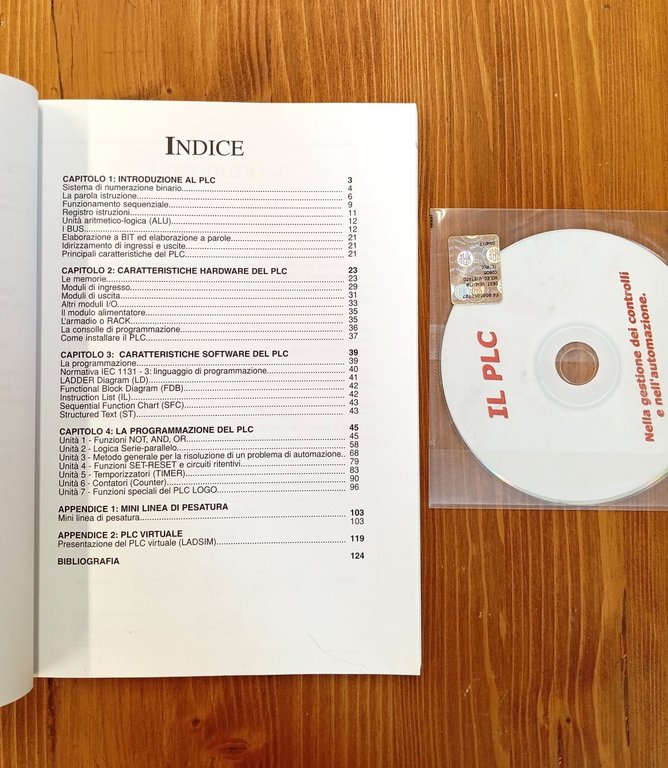 INDICE
CAPITOLO 1: INTRODUZIONE AL PLC 3
Sistema di numerazione binario 4
La parola istruzione 6
Funzionamento sequenziale 9
Registro istruzioni 11
Unità aritmetico-logica (ALU) 12
I BUS 12
Elaborazione a BIT ed elaborazione a parole 21
Idirizzamento di ingressi e uscite 21
Principali caratteristiche del PLC 21
CAPITOLO 2: CARATTERISTICHE HARDWARE DEL PLC 23
Le memorie 23
Moduli di ingresso 29
Moduli di uscita 31
Altri moduli I/O 33
Il modulo alimentatore 35
L'armadio o RACK 35
La consolle di programmazione 36
Come installare il PLC 37
CAPITOLO 3: CARATTERISTICHE SOFTWARE DEL PLC 39
La programmazione 39
Normativa IEC 1131 - 3: linguaggio di programmazione 40
LADDER Diagram (LD) 41
Functional Block Diagram (FDB) 42
Instruction List (IL) 42
Sequential Function Chart (SFC) 43
Structured Text (ST) 43
CAPITOLO 4: LA PROGRAMMAZIONE DEL PLC 45
Unità 1 - Funzioni NOT, AND, OR 45
Unità 2 - Logica Serie-parallelo 58
Unità 3 - Metodo generale per la risoluzione di un problema di automazione.. 68
Unità 4 - Funzioni SET-RESET e circuiti ritentivi 79
Unità 5 - Temporizzatori (TIMER) 83
Unità 6 - Contatori (Counter) 90
Unità 7 - Funzioni speciali del PLC LOGO 96
APPENDICE 1: MINI LINEA DI PESATURA 103
Mini linea di pesatura 103
APPENDICE 2: PLC VIRTUALE 119
Presentazione del PLC virtuale (LADSIM)
BIBLIOGRAFIA 124
IL PLC
Nella gestione dei controlli
e nell'automazione.